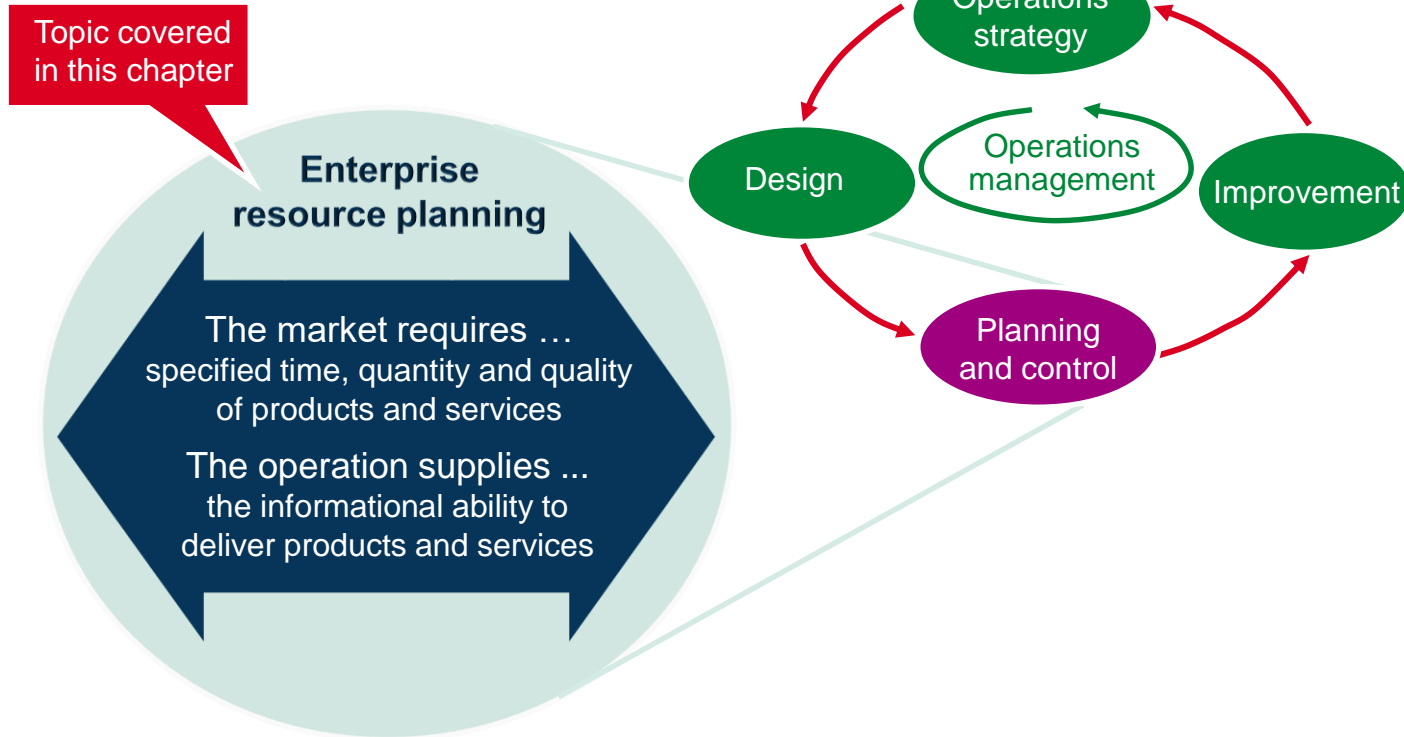 Topic covered
in this chapter
Enterprise
resource planning
The market requires …
specified time, quantity and quality
of products and services
The operation supplies ...
the informational ability to
deliver products and services
Operations
strategy
Design
Operations
management
Improvement
Planning
and control